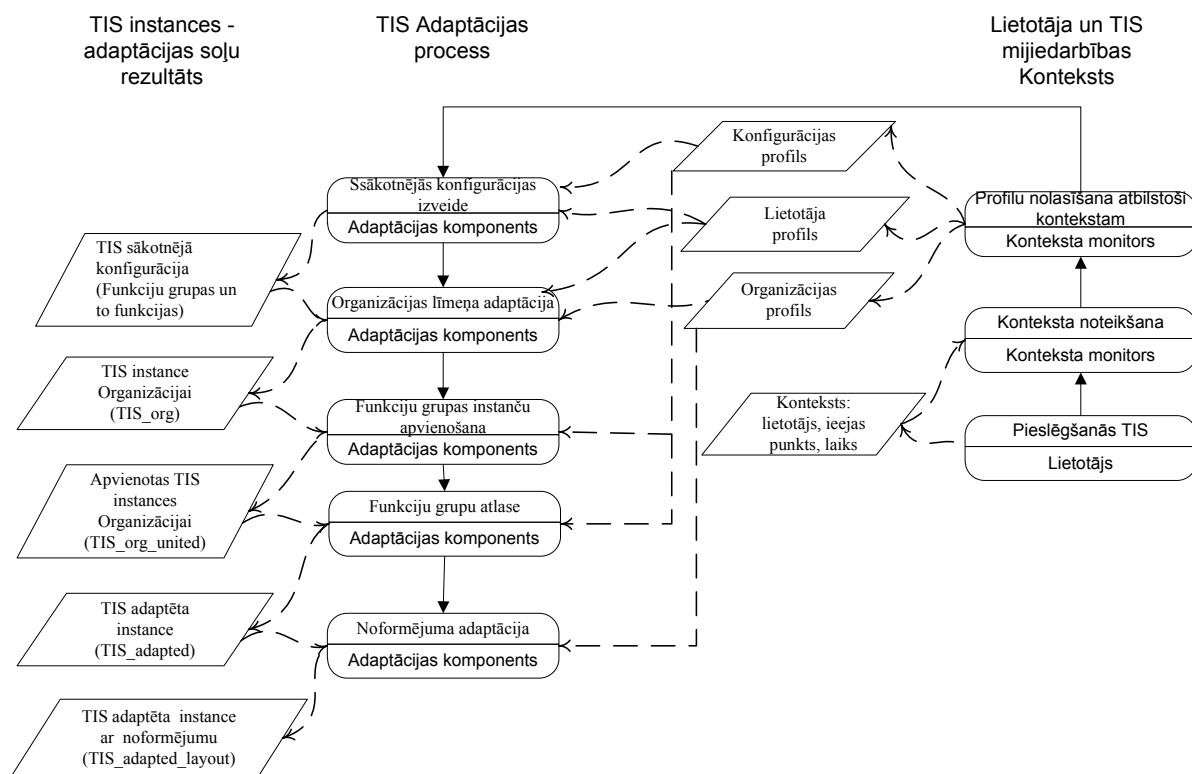 TIS instances -
adaptācijas soļu
rezultāts
TIS Adaptācijas
process
Lietotāja un TIS
mijiedarbības
Konteksts
Konfigurācijas
profils
Ssākotnējās konfigurācijas
izveide
Adaptācijas komponents
Lietotāja
profils
Profilu nolasīšana atbilstoši
kontekstam
Konteksta monitors
TIS sākotnējā
konfigurācija
(Funkciju grupas un
to funkcijas)
Organizācijas līmeņa adaptācija
Adaptācijas komponents
Organizācijas
profils
Konteksta noteikšana
Konteksta monitors
TIS instance
Organizācijai
(TIS_org)
Funkciju grupas instanču
apvienošana
Adaptācijas komponents
Konteksts:
lietotājs, ieejas
punkts, laiks
Pieslēgšanās TIS
Lietotājs
Apvienotas TIS
instances
Organizācijai
(TIS_org_united)
Funkciju grupu atlase
Adaptācijas komponents
TIS adaptēta
instance
(TIS_adapted)
Noformējuma adaptācija
Adaptācijas komponents
TIS adaptēta instance
ar noformējumu
(TIS_adapted_layout)